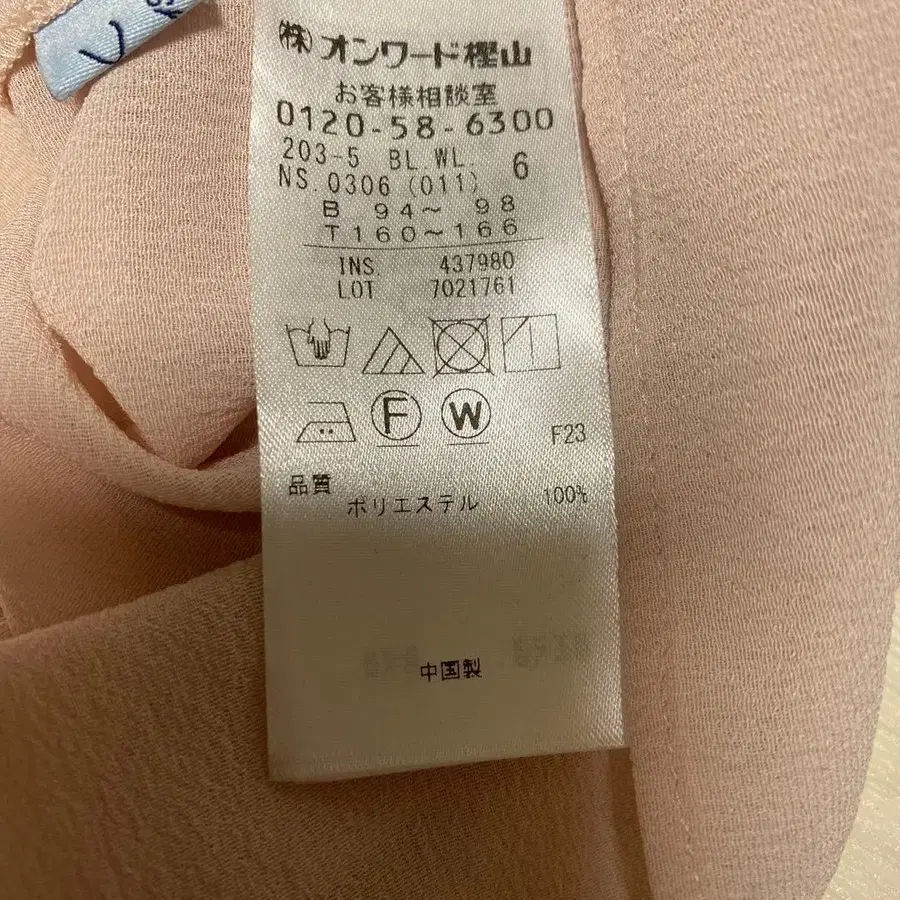 ㈱オンワード樫山
お客様相談室
0120-58-6300
203-5 BL.WL. 6
NS.0306 (011)
B 94～ 98
T160～166
INS. 437980
LOT 7021761
F W
F23
品質
ポリエステル 100%
中国製